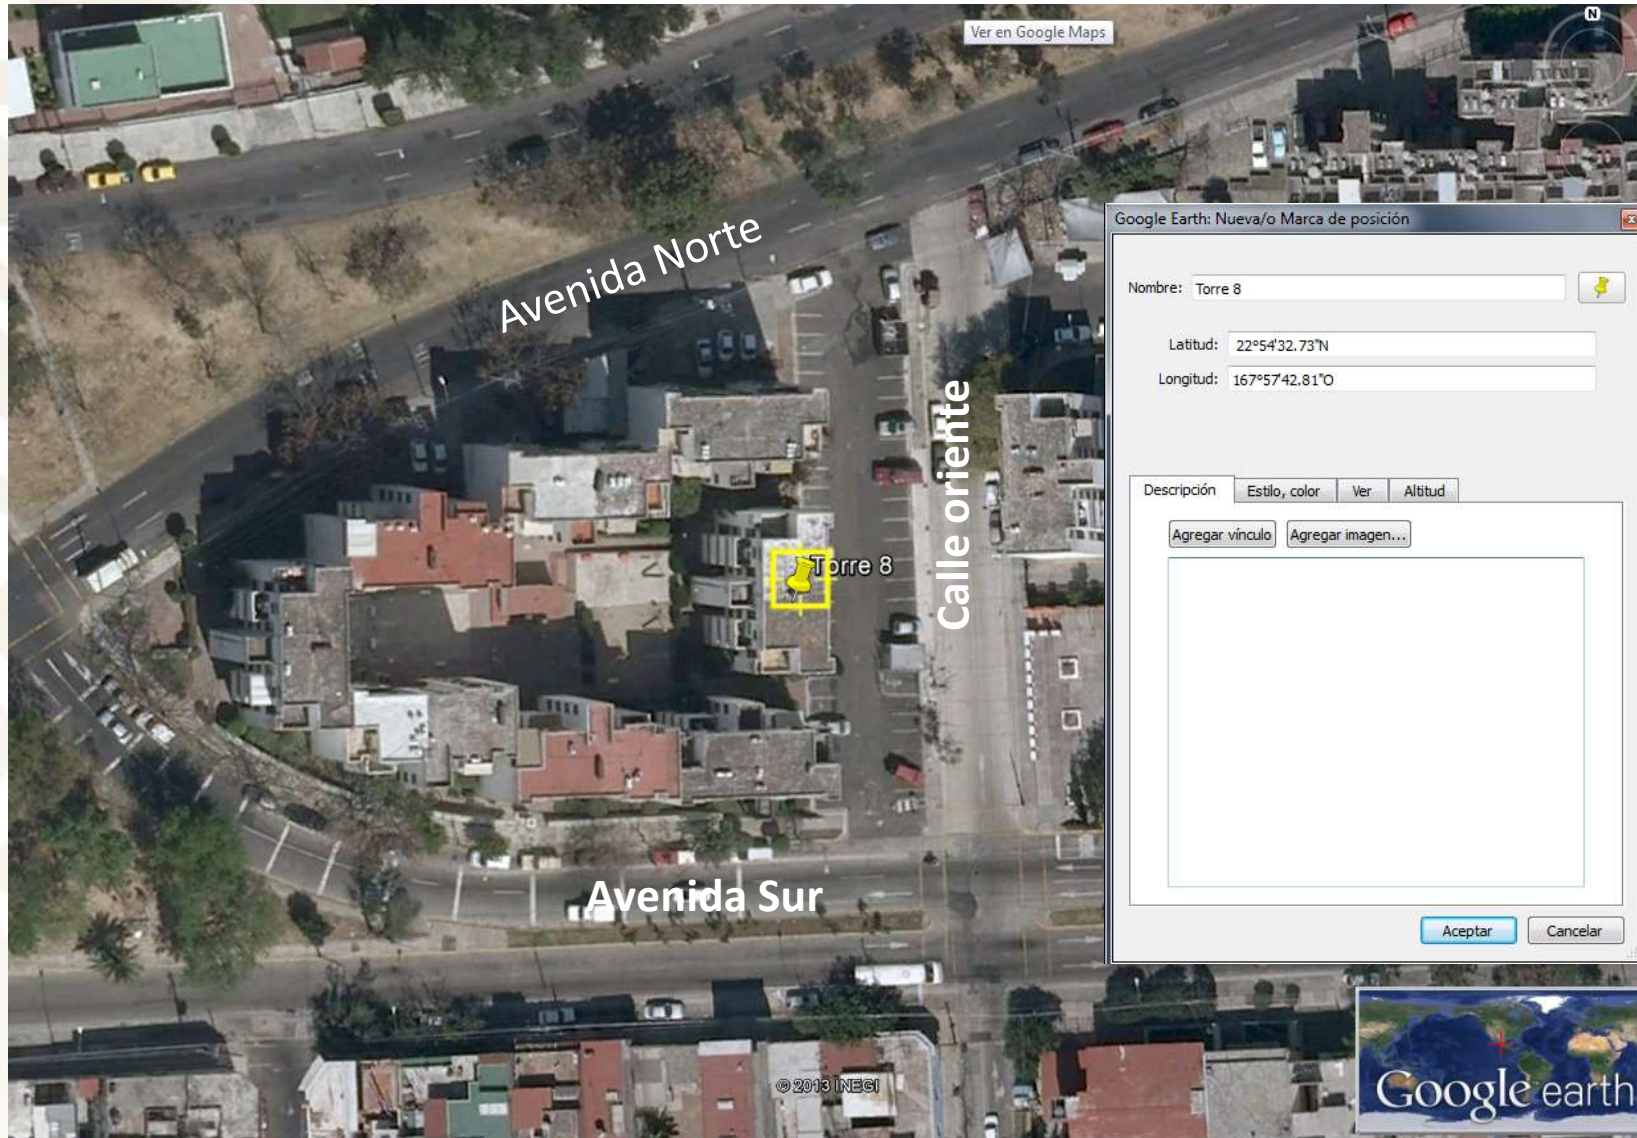 Ver en Google Maps
N
Avenida Norte
Calle oriente
Torre 8
Avenida Sur
© 2013 INEGI
Google Earth: Nueva/o Marca de posición
x
Nombre: Torre 8
Latitud: 22°54'32.73"N
Longitud: 167°57'42.81"O
Descripción Estilo, color Ver Altitud
Agregar vínculo Agregar imagen...
Aceptar Cancelar
Google earth